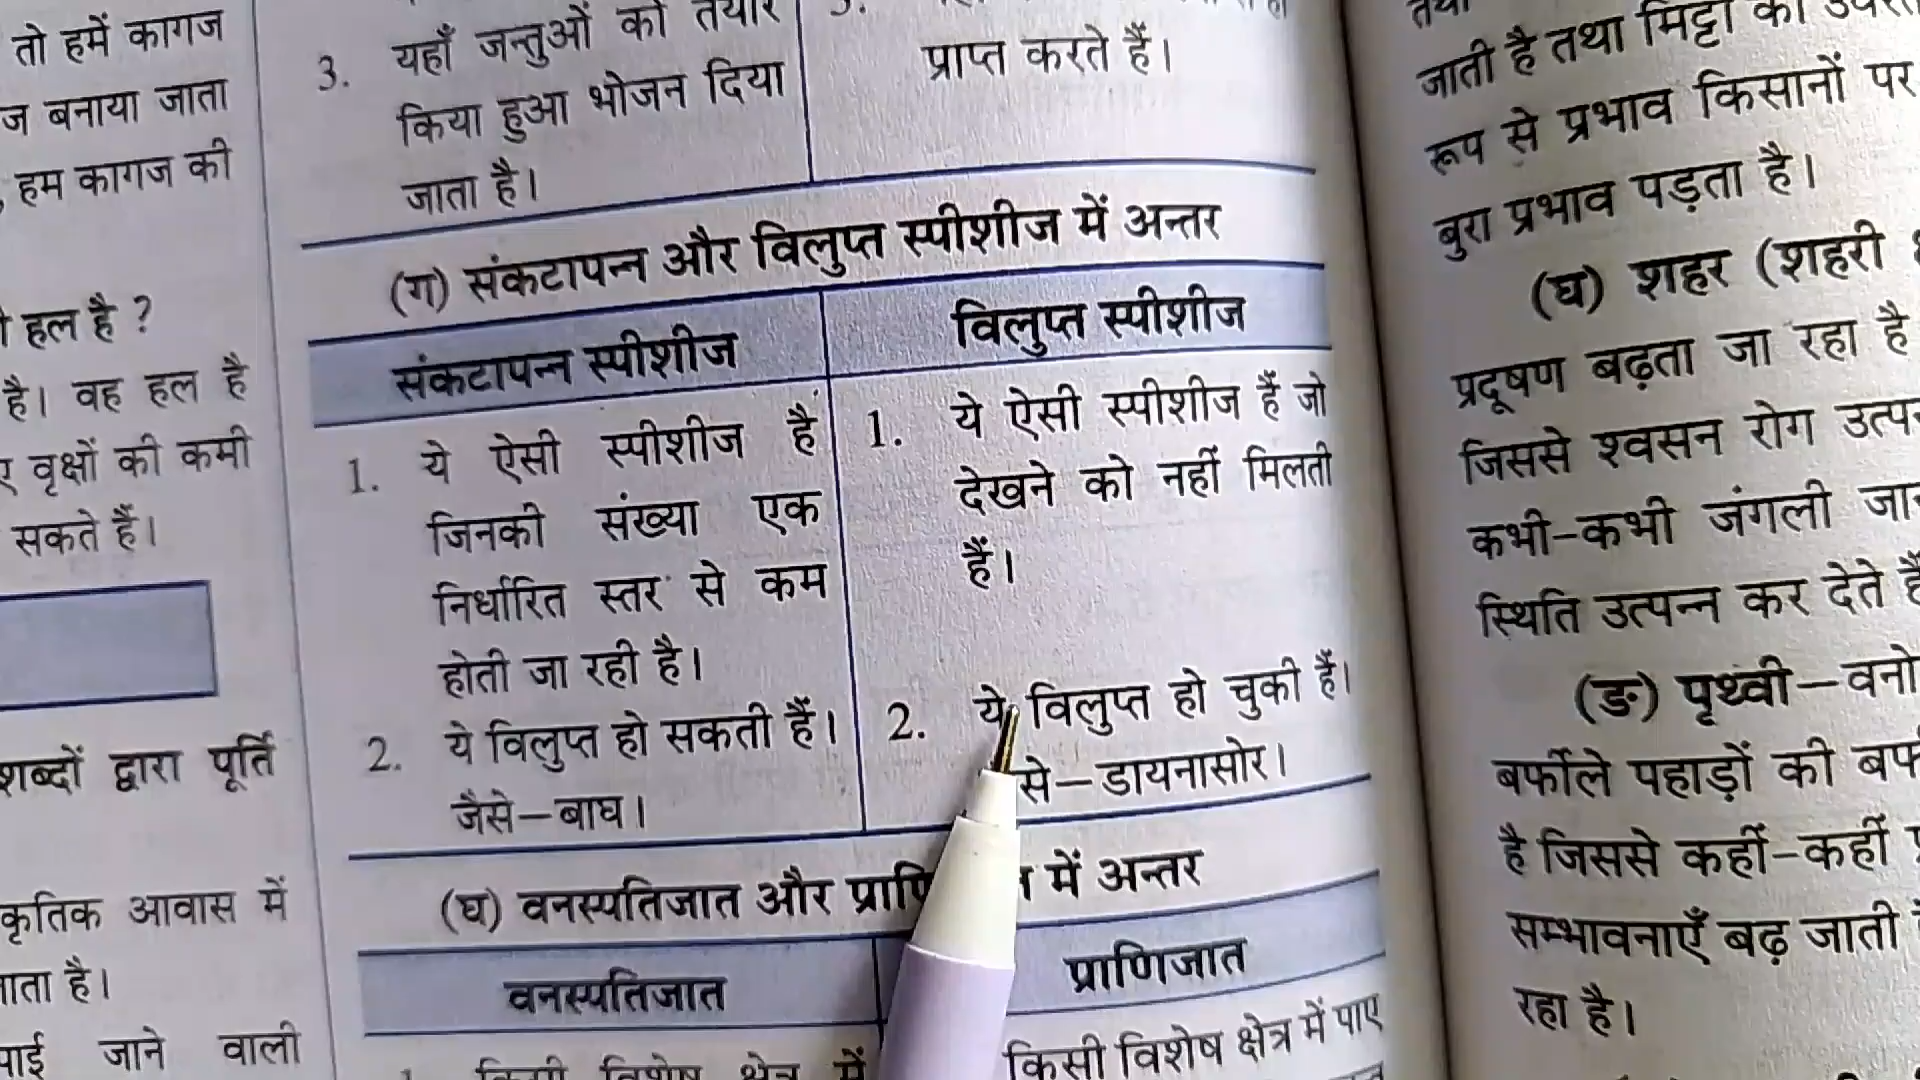 तो हमें कागज
ज बनाया जाता
हम कागज की
हल है ?
है। वह हल है
वृक्षों की कमी
सकते हैं।
शब्दों द्वारा पूर्ति
कृतिक आवास में
जाता है।
पाई जाने वाली
3. यहाँ जन्तुओं को तैयार
किया हुआ भोजन दिया
जाता है।
प्राप्त करते हैं।
(ग) संकटापन्न और विलुप्त स्पीशीज में अन्तर
संकटापन्न स्पीशीज
1. ये ऐसी स्पीशीज है
जिनकी संख्या एक
निर्धारित स्तर से कम
होती जा रही है।
2. ये विलुप्त हो सकती हैं।
जैसे—बाघ।
विलुप्त स्पीशीज
1. ये ऐसी स्पीशीज हैं जो
देखने को नहीं मिलती
हैं।
2. ये विलुप्त हो चुकी हैं।
से—डायनासोर।
(घ) वनस्पतिजात और में अन्तर
वनस्पतिजात
किसी विशेष क्षेत्र में
प्राणिजात
किसी विशेष क्षेत्र में पाए
तथा
जाती है तथा मिट्टी की
रूप से प्रभाव किसानों पर
बुरा प्रभाव पड़ता है।
(घ) शहर (शहरी
प्रदूषण बढ़ता जा रहा है
जिससे श्वसन रोग
कभी-कभी जंगली
स्थिति उत्पन्न कर देते हैं
(ङ) पृथ्वी—
बर्फीले पहाड़ों की
है जिससे कहीं-कहीं
सम्भावनाएँ बढ़ जाती
रहा है।